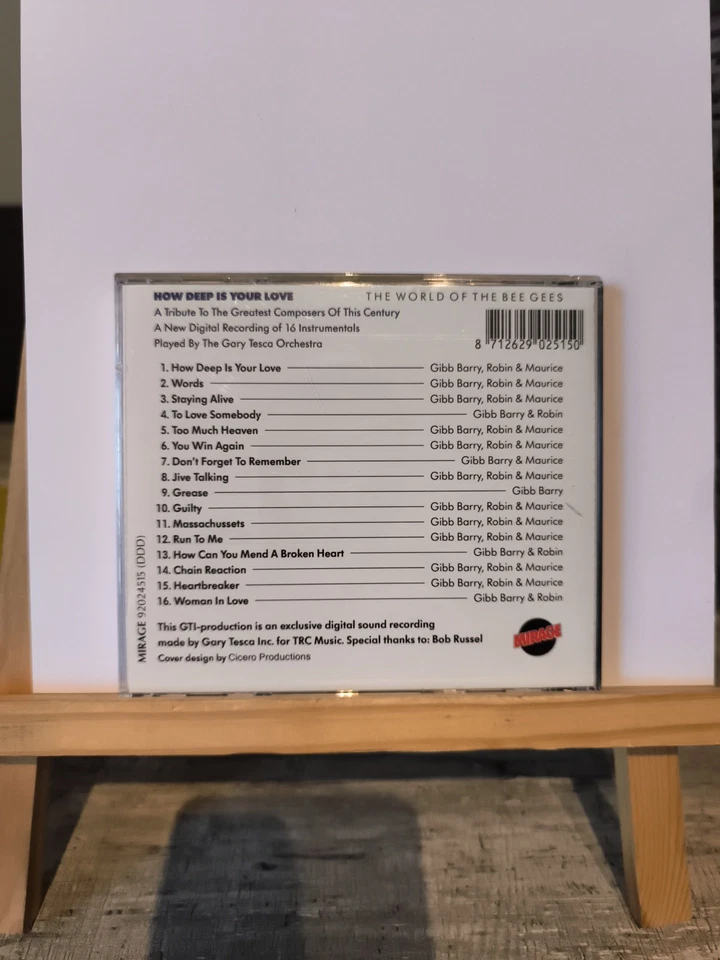 HOW DEEP IS YOUR LOVE THE WORLD OF THE BEE GEES
A Tribute To The Greatest Composers Of This Century
A New Digital Recording of 16 Instrumentals
Played By The Gary Tesca Orchestra
8 712629 025150
1. How Deep Is Your Love Gibb Barry, Robin & Maurice
2. Words Gibb Barry, Robin & Maurice
3. Staying Alive Gibb Barry, Robin & Maurice
4. To Love Somebody Gibb Barry & Robin
5. Too Much Heaven Gibb Barry, Robin & Maurice
6. You Win Again Gibb Barry, Robin & Maurice
7. Don't Forget To Remember Gibb Barry & Maurice
8. Jive Talking Gibb Barry, Robin & Maurice
9. Grease Gibb Barry
10. Guilty Gibb Barry, Robin & Maurice
11. Massachussets Gibb Barry, Robin & Maurice
12. Run To Me Gibb Barry, Robin & Maurice
13. How Can You Mend A Broken Heart Gibb Barry & Robin
14. Chain Reaction Gibb Barry, Robin & Maurice
15. Heartbreaker Gibb Barry, Robin & Maurice
16. Woman In Love Gibb Barry & Robin
This GTI-production is an exclusive digital sound recording
made by Gary Tesca Inc. for TRC Music. Special thanks to: Bob Russel
Cover design by Cicero Productions
MIRAGE
MIRAGE 92024515 (DDD)